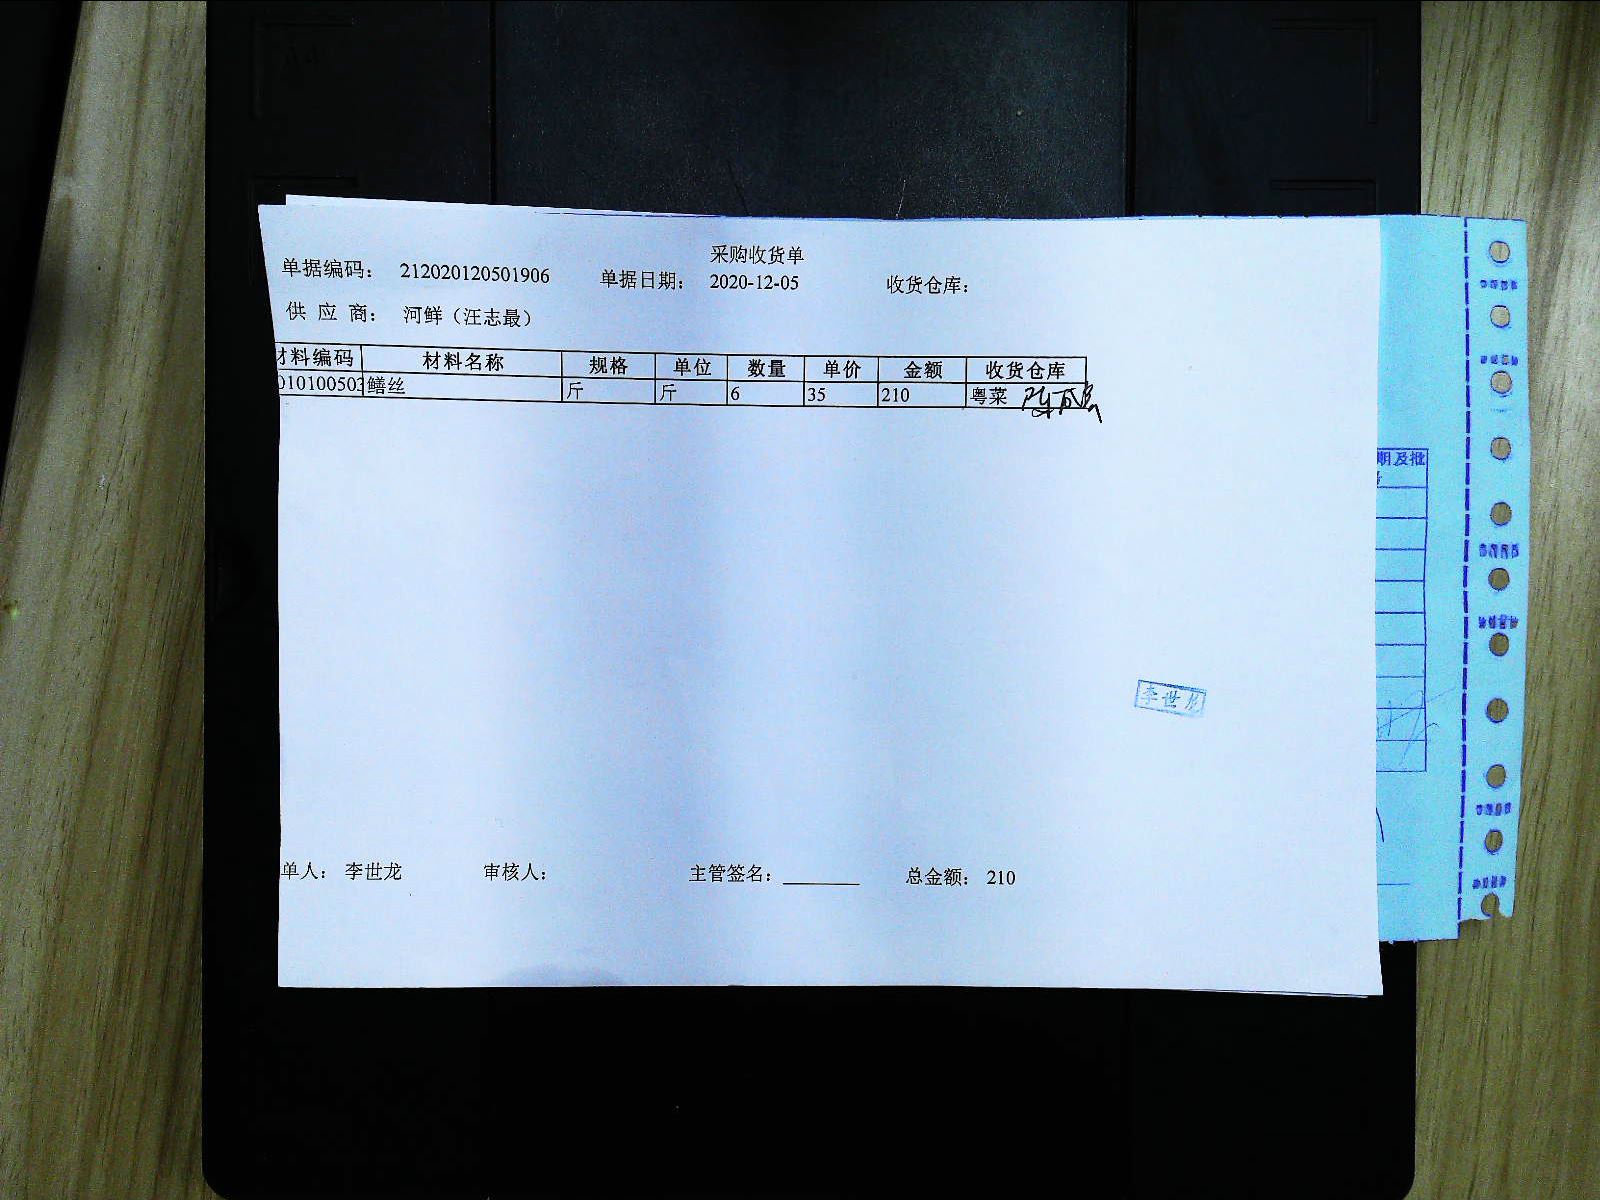 采购收货单
单据编码： 212020120501906 单据日期： 2020-12-05 收货仓库：
供 应 商： 河鲜（汪志最）
材料编码 材料名称 规格 单位 数量 单价 金额 收货仓库
010100503 鳝丝 斤 斤 6 35 210 粤菜
期及批
李世龙
单人： 李世龙 审核人： 主管签名： 总金额： 210